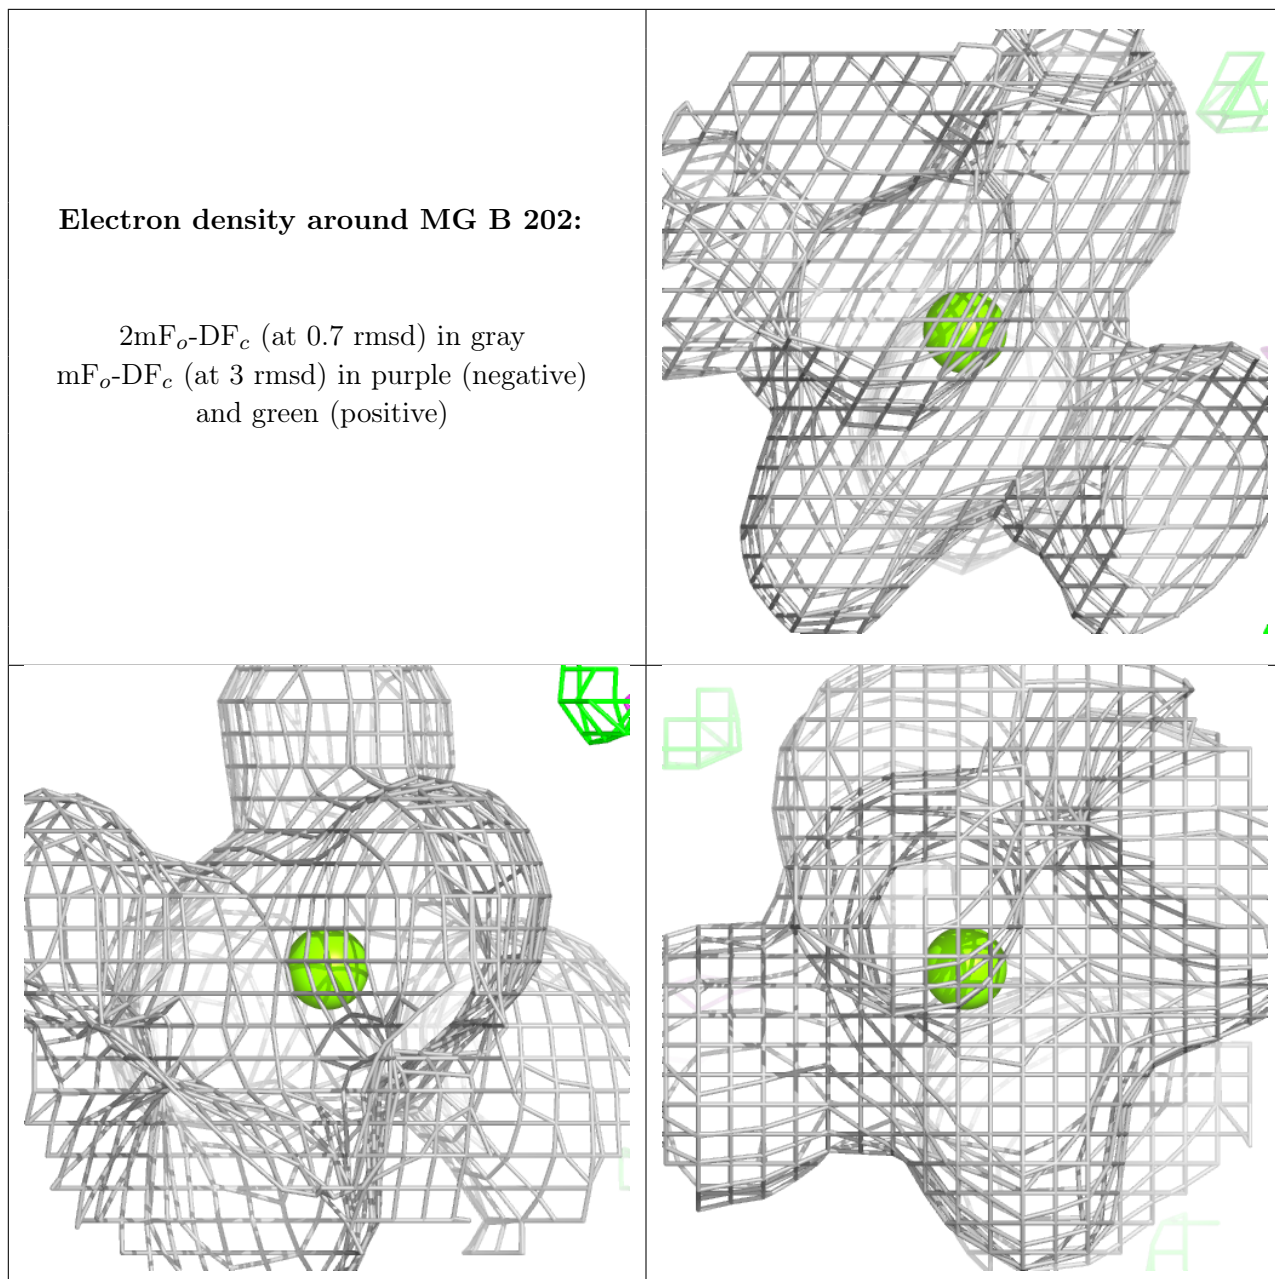 Electron density around MG B 202:
2mFo-DFc (at 0.7 rmsd) in gray
mFo-DFc (at 3 rmsd) in purple (negative)
and green (positive)